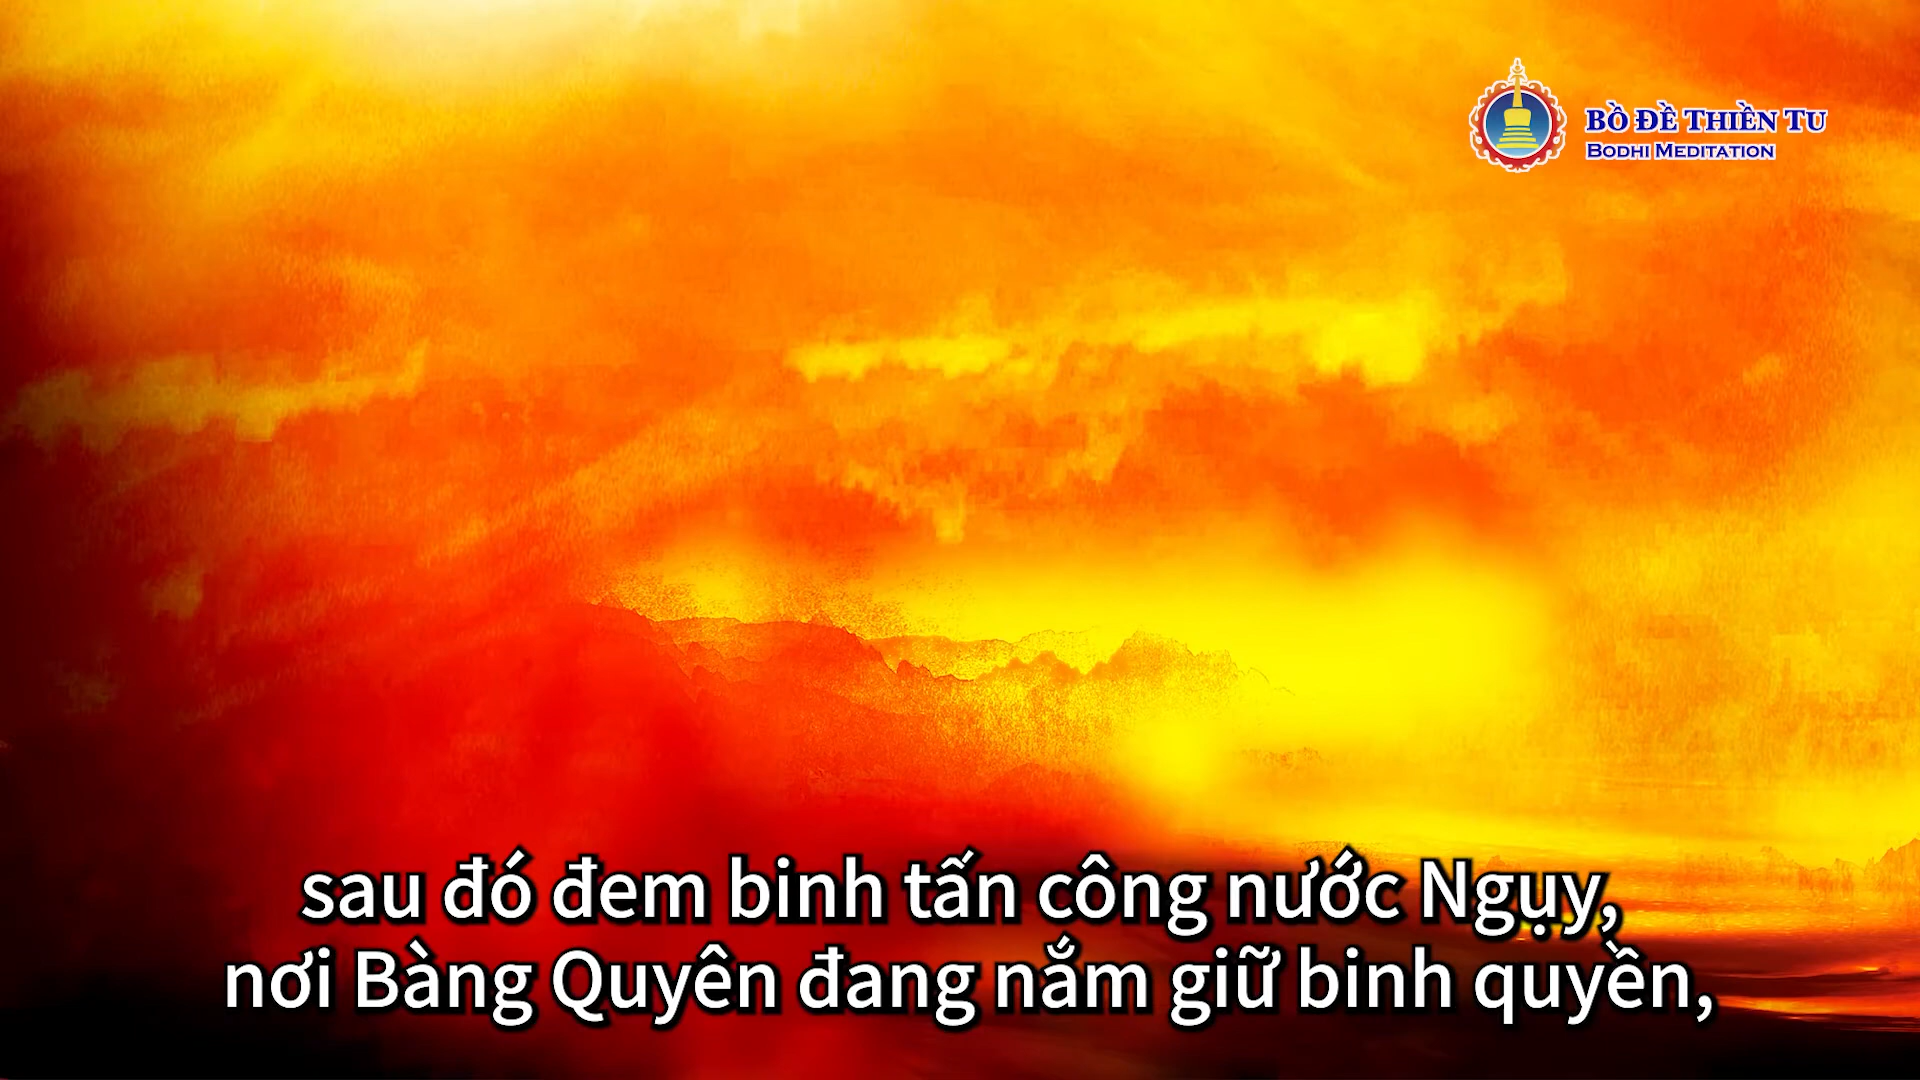 BỒ ĐỀ THIỀN TU
BODHI MEDITATION
sau đó đem binh tấn công nước Ngụy,
nơi Bàng Quyên đang nắm giữ binh quyền,